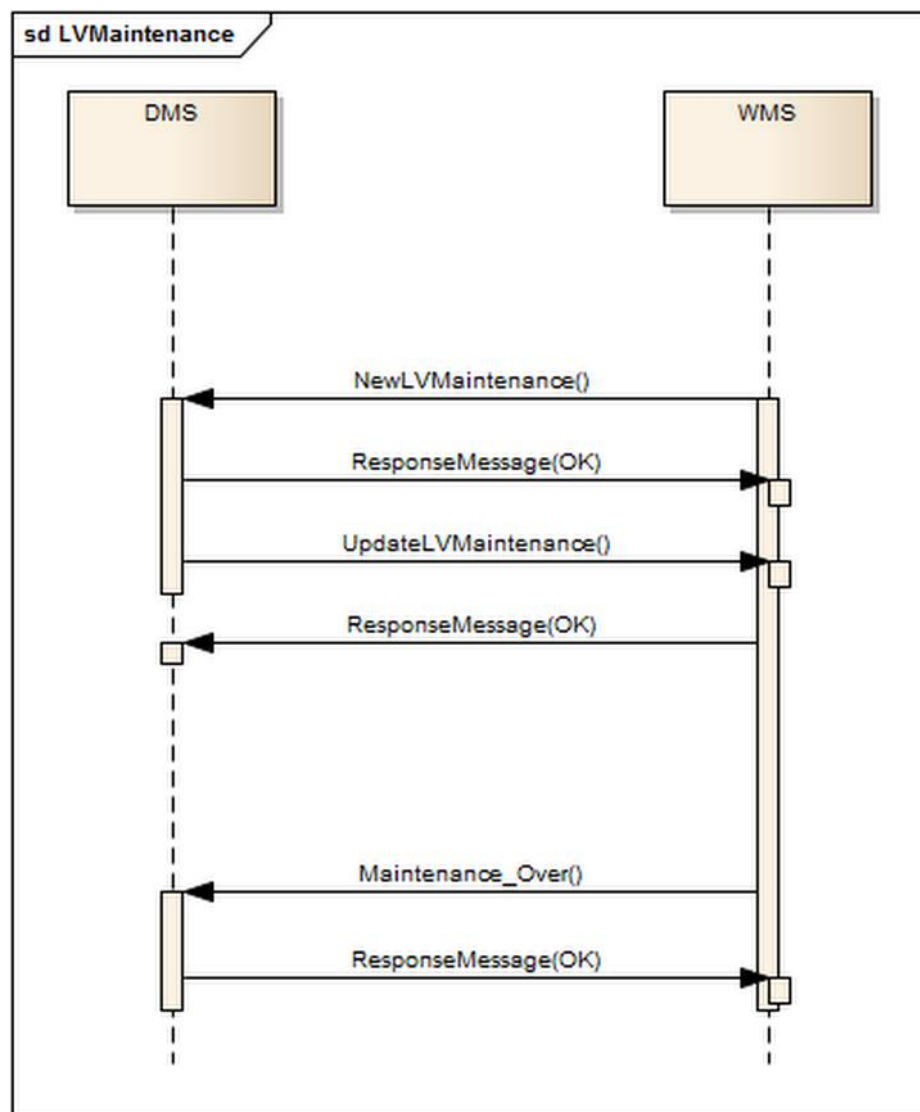 sd LVMaintenance
DMS
WMS
NewLVMaintenance()
ResponseMessage(OK)
UpdateLVMaintenance()
ResponseMessage(OK)
Maintenance_Over()
ResponseMessage(OK)